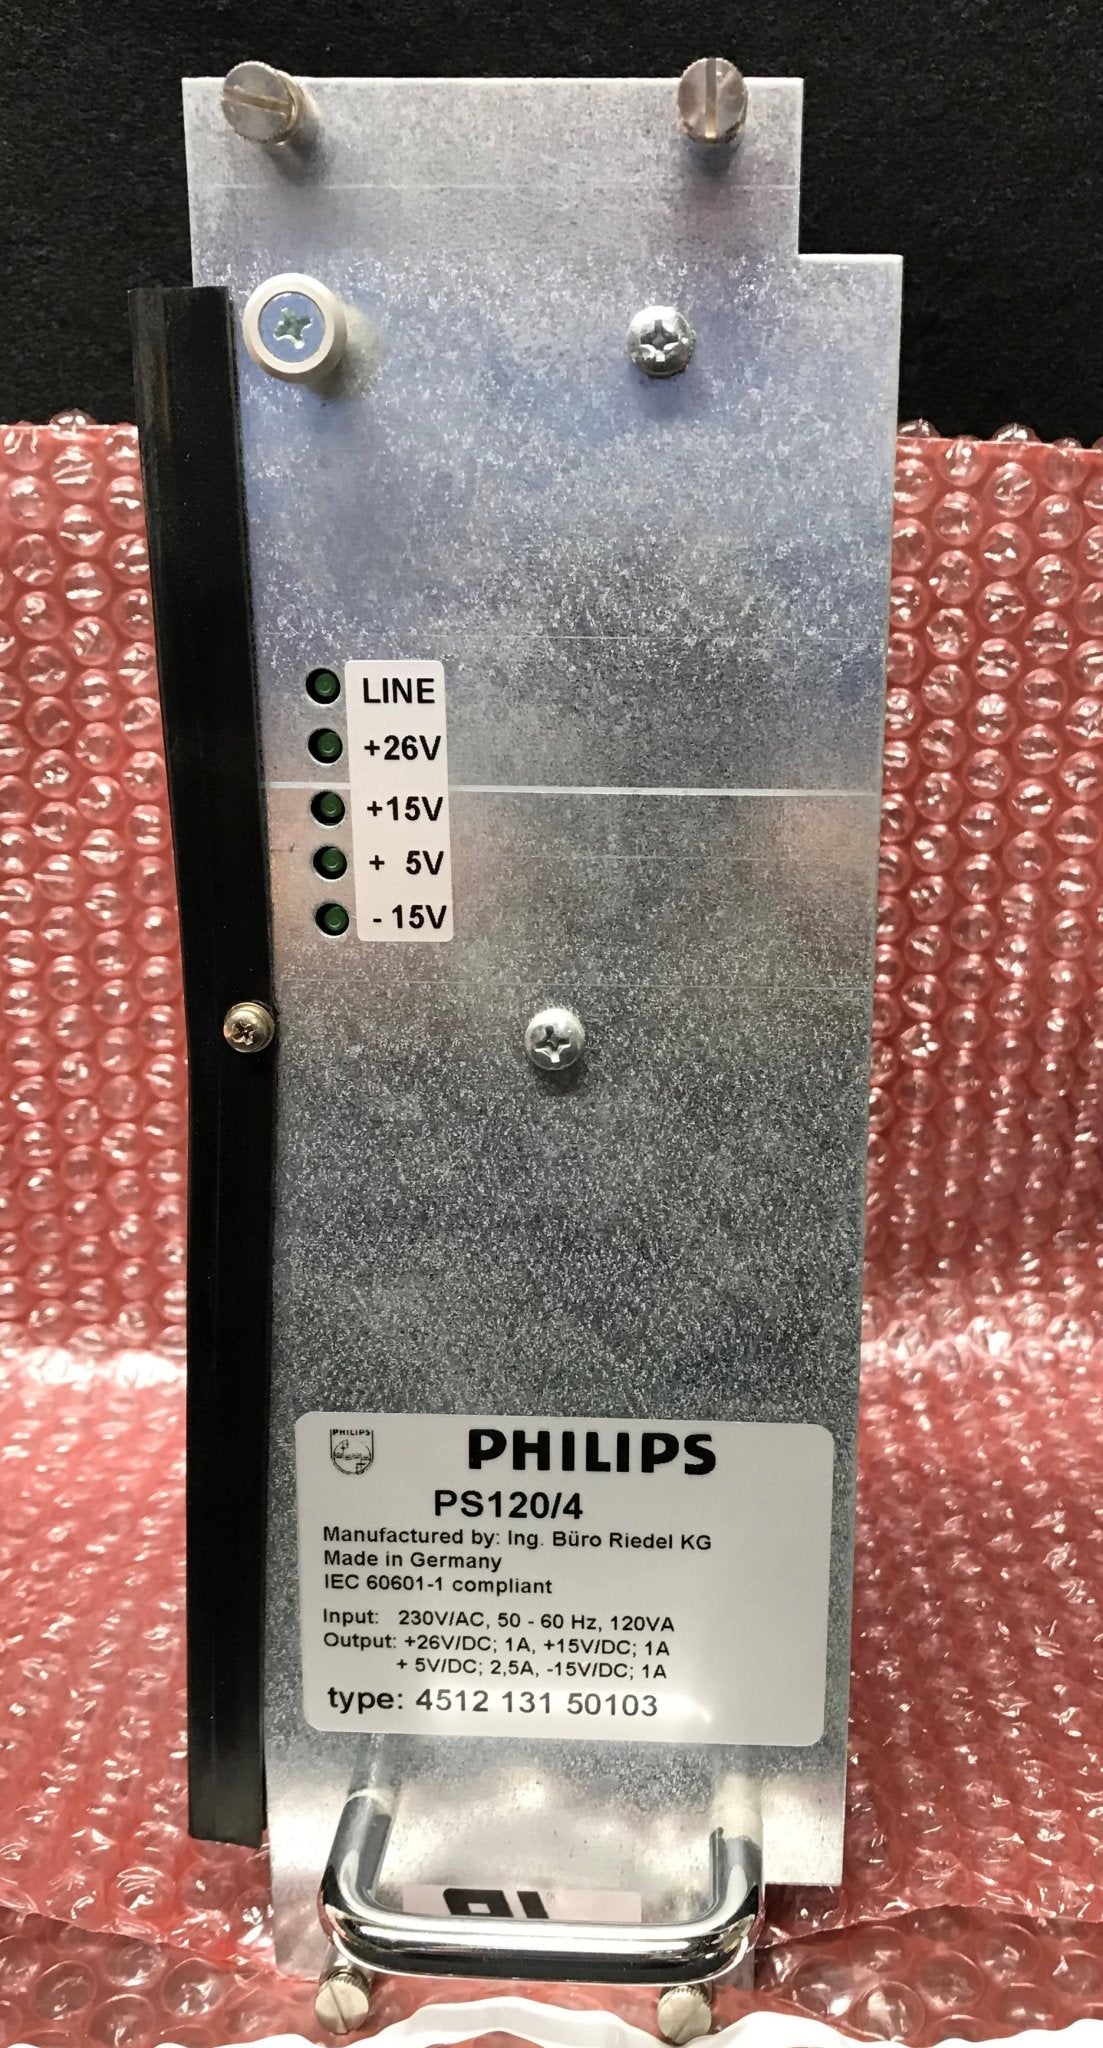 LINE
+26V
+15V
+ 5V
- 15V
PHILIPS
PHILIPS
PS120/4
Manufactured by: Ing. Büro Riedel KG
Made in Germany
IEC 60601-1 compliant
Input: 230V/AC, 50 - 60 Hz, 120VA
Output: +26V/DC; 1A, +15V/DC; 1A
+ 5V/DC; 2,5A, -15V/DC; 1A
type: 4512 131 50103